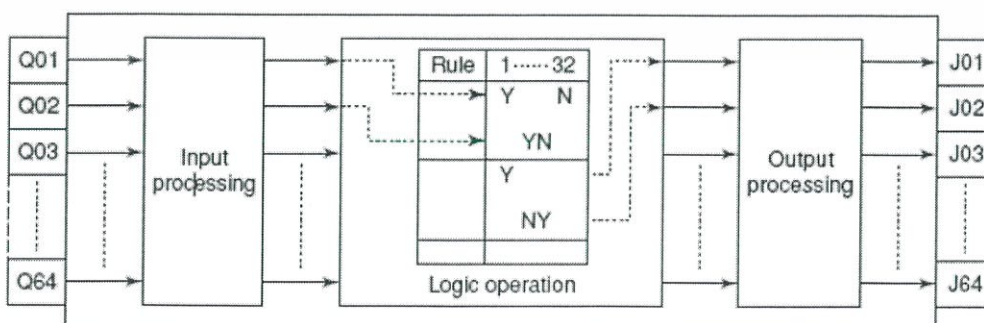 Q01
Q02
Q03
Q64
Input
processing
Rule 1 ...... 32
Y N
YN
Y
NY
Logic operation
Output
processing
J01
J02
J03
J64